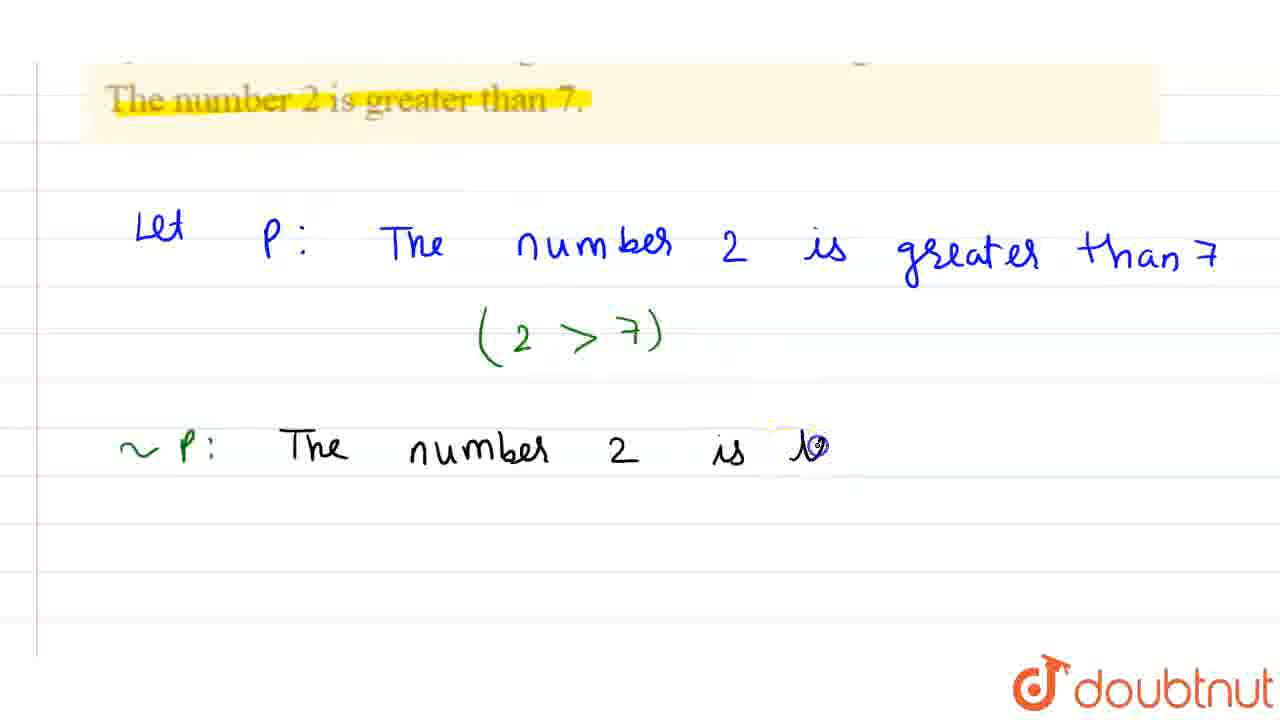 The number 2 is greater than 7.
Let P: The number 2 is greater than 7
(2 > 7)
~ P: The number 2 is
doubtnut